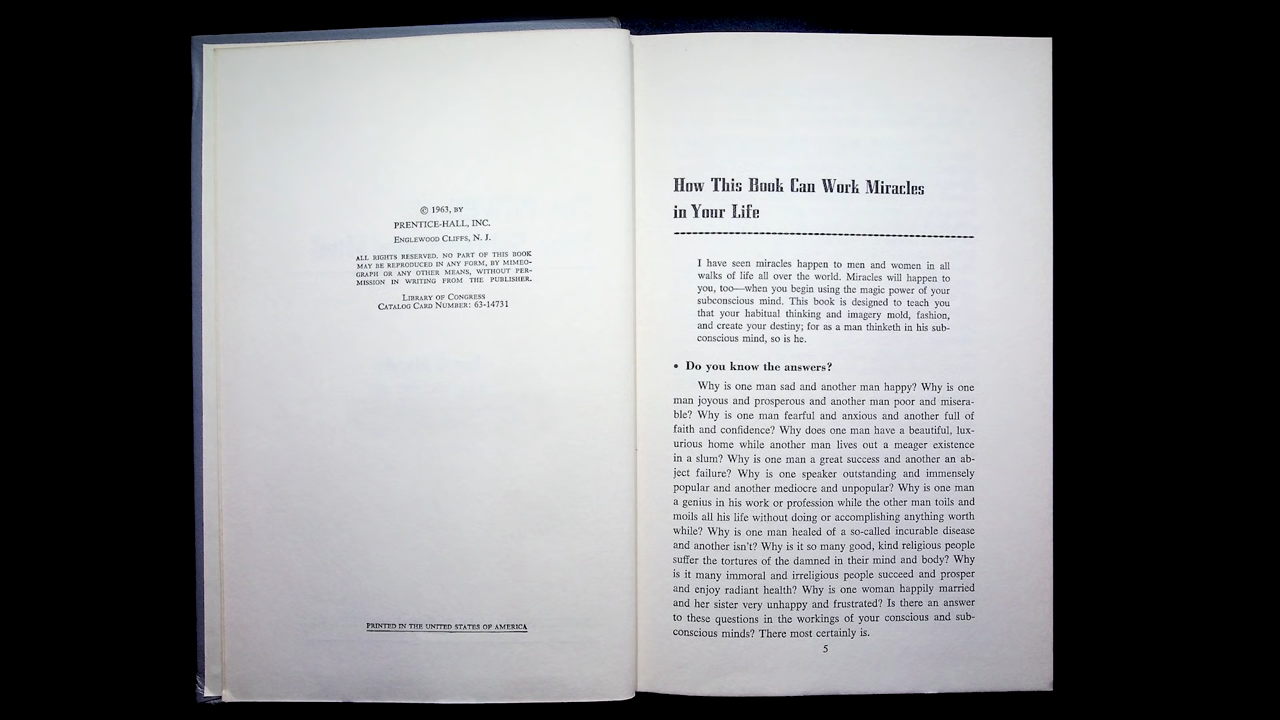 © 1963, BY
PRENTICE-HALL, INC.
ENGLEWOOD CLIFFS, N. J.
ALL RIGHTS RESERVED. NO PART OF THIS BOOK
MAY BE REPRODUCED IN ANY FORM, BY MIMEO-
GRAPH OR ANY OTHER MEANS, WITHOUT PER-
MISSION IN WRITING FROM THE PUBLISHER.
LIBRARY OF CONGRESS
CATALOG CARD NUMBER: 63-14731
PRINTED IN THE UNITED STATES OF AMERICA
How This Book Can Work Miracles
in Your Life
I have seen miracles happen to men and women in all
walks of life all over the world. Miracles will happen to
you, too—when you begin using the magic power of your
subconscious mind. This book is designed to teach you
that your habitual thinking and imagery mold, fashion,
and create your destiny; for as a man thinketh in his sub-
conscious mind, so is he.
• Do you know the answers?
Why is one man sad and another man happy? Why is one
man joyous and prosperous and another man poor and misera-
ble? Why is one man fearful and anxious and another full of
faith and confidence? Why does one man have a beautiful, lux-
urious home while another man lives out a meager existence
in a slum? Why is one man a great success and another an ab-
ject failure? Why is one speaker outstanding and immensely
popular and another mediocre and unpopular? Why is one man
a genius in his work or profession while the other man toils and
moils all his life without doing or accomplishing anything worth
while? Why is one man healed of a so-called incurable disease
and another isn't? Why is it so many good, kind religious people
suffer the tortures of the damned in their mind and body? Why
is it many immoral and irreligious people succeed and prosper
and enjoy radiant health? Why is one woman happily married
and her sister very unhappy and frustrated? Is there an answer
to these questions in the workings of your conscious and sub-
conscious minds? There most certainly is.
5